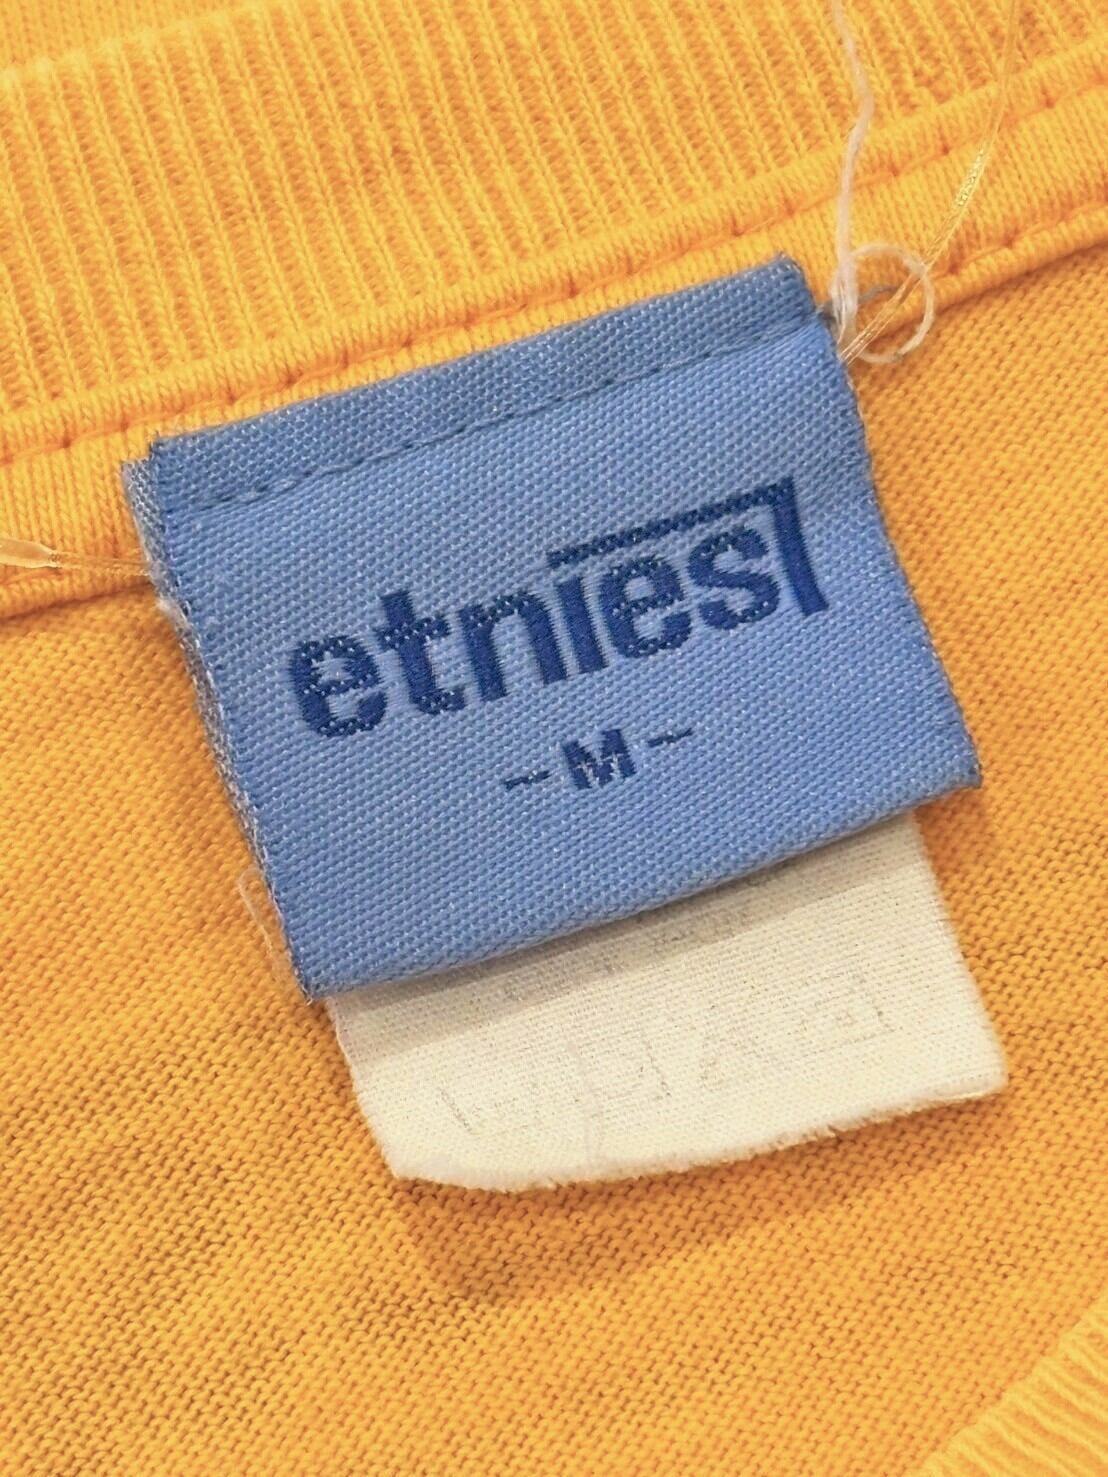 etnies
- M -